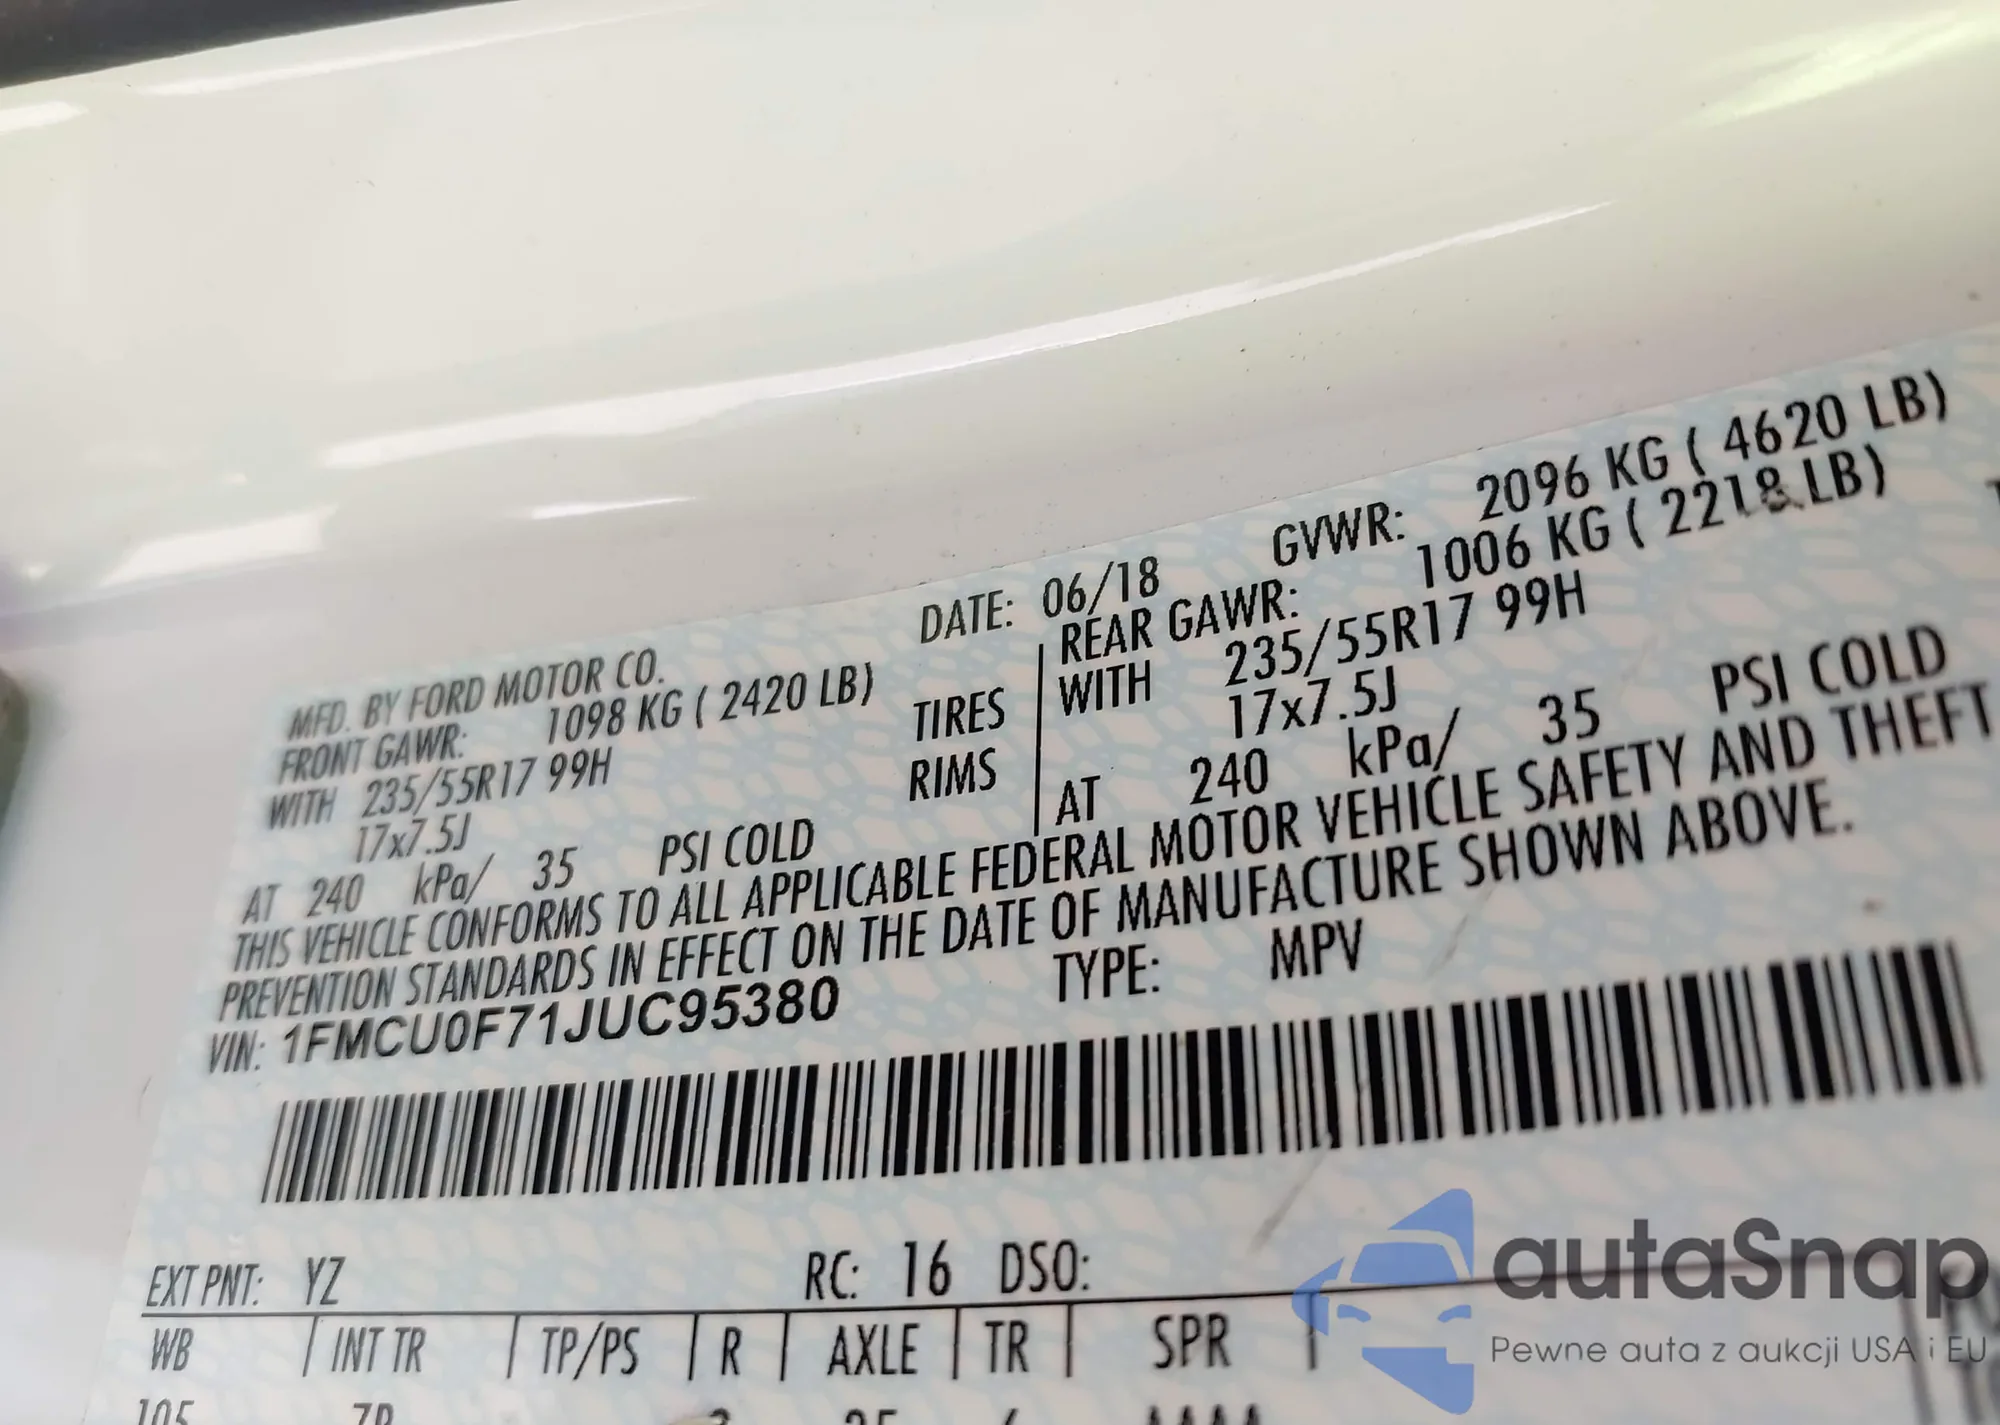 DATE: 06/18 GVWR: 2096 KG ( 4620 LB)
MFD. BY FORD MOTOR CO.
FRONT GAWR: 1098 KG ( 2420 LB)
REAR GAWR: 1006 KG ( 2218 LB)
WITH 235/55R17 99H TIRES WITH 235/55R17 99H
17x7.5J RIMS 17x7.5J
AT 240 kPa/ 35 PSI COLD AT 240 kPa/ 35 PSI COLD
THIS VEHICLE CONFORMS TO ALL APPLICABLE FEDERAL MOTOR VEHICLE SAFETY AND THEFT
PREVENTION STANDARDS IN EFFECT ON THE DATE OF MANUFACTURE SHOWN ABOVE.
VIN: 1FMCU0F71JUC95380 TYPE: MPV
EXT PNT: YZ RC: 16 DSO:
WB INT TR TP/PS R AXLE TR SPR
105
autaSnap
Pewne auta z aukcji USA i EU